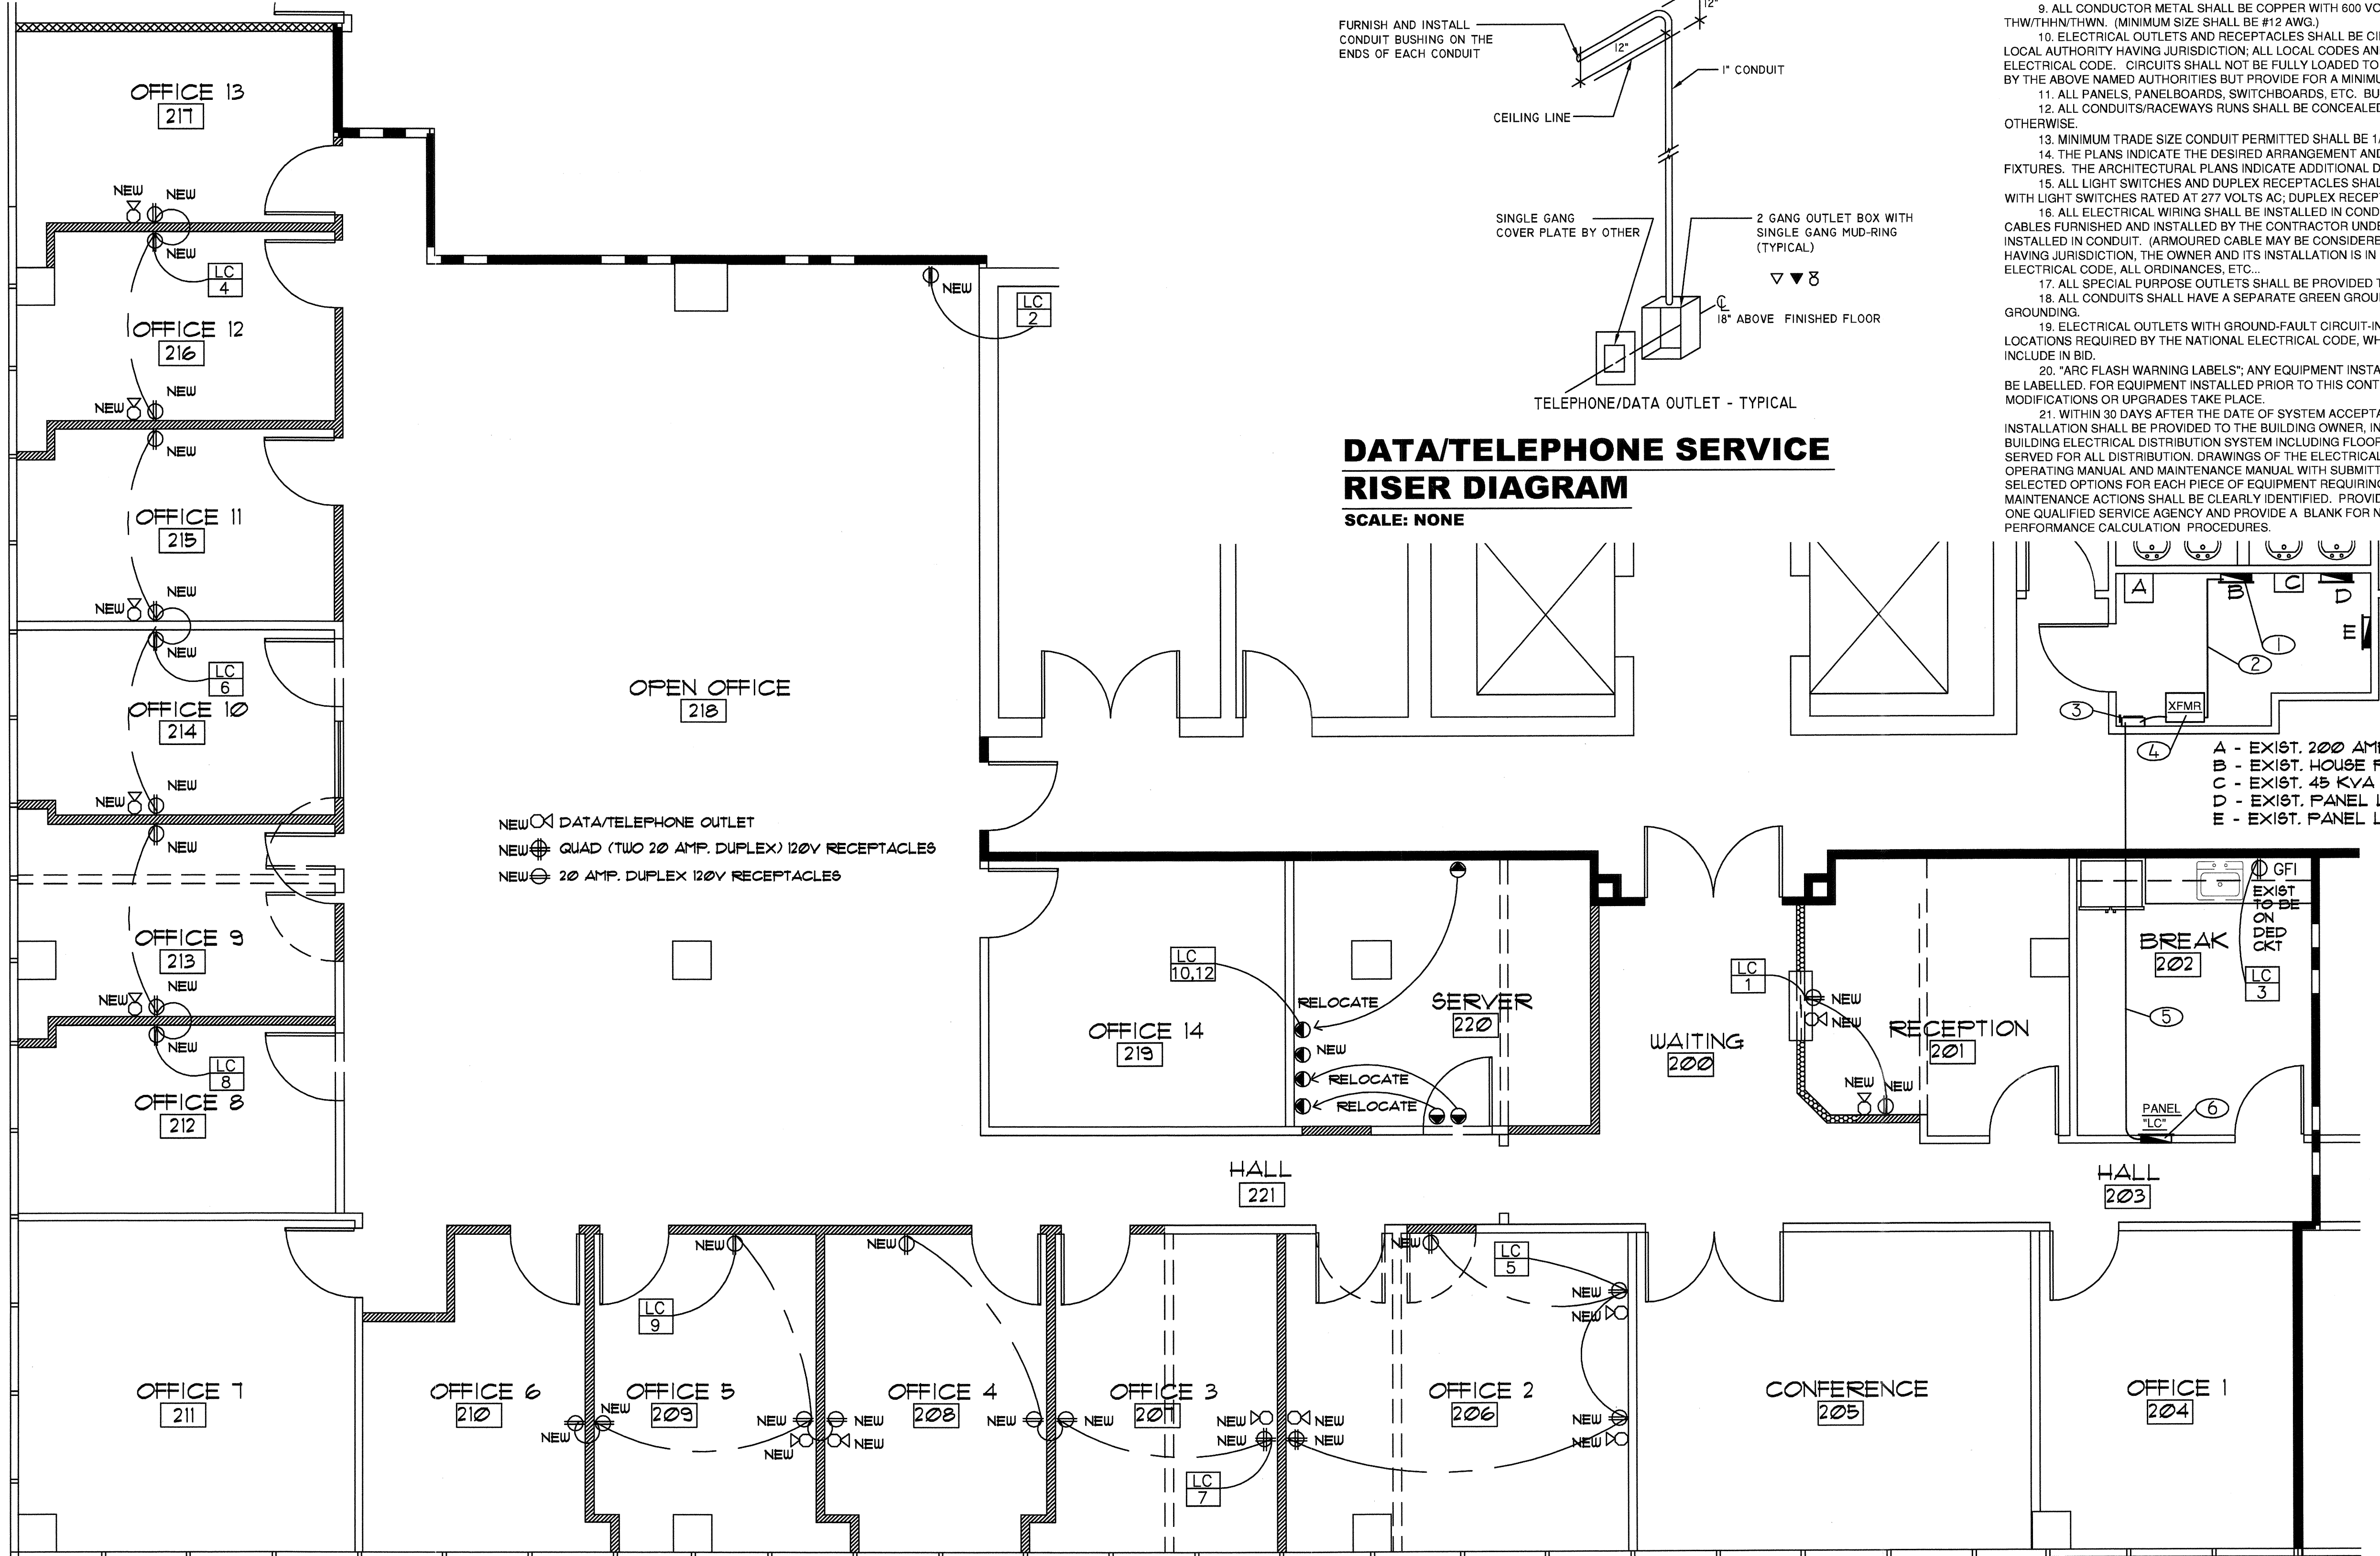 FURNISH AND INSTALL
CONDUIT BUSHING ON THE
ENDS OF EACH CONDUIT
12"
12"
1" CONDUIT
CEILING LINE
SINGLE GANG
COVER PLATE BY OTHER
2 GANG OUTLET BOX WITH
SINGLE GANG MUD-RING
(TYPICAL)
18" ABOVE FINISHED FLOOR
TELEPHONE/DATA OUTLET - TYPICAL
DATA/TELEPHONE SERVICE
RISER DIAGRAM
SCALE: NONE
9. ALL CONDUCTOR METAL SHALL BE COPPER WITH 600 VO
THW/THHN/THWN. (MINIMUM SIZE SHALL BE #12 AWG.)
10. ELECTRICAL OUTLETS AND RECEPTACLES SHALL BE CI
LOCAL AUTHORITY HAVING JURISDICTION; ALL LOCAL CODES AN
ELECTRICAL CODE. CIRCUITS SHALL NOT BE FULLY LOADED TO
BY THE ABOVE NAMED AUTHORITIES BUT PROVIDE FOR A MINIMU
11. ALL PANELS, PANELBOARDS, SWITCHBOARDS, ETC. BU
12. ALL CONDUITS/RACEWAYS RUNS SHALL BE CONCEALED
OTHERWISE.
13. MINIMUM TRADE SIZE CONDUIT PERMITTED SHALL BE 1/
14. THE PLANS INDICATE THE DESIRED ARRANGEMENT AND
FIXTURES. THE ARCHITECTURAL PLANS INDICATE ADDITIONAL D
15. ALL LIGHT SWITCHES AND DUPLEX RECEPTACLES SHAL
WITH LIGHT SWITCHES RATED AT 277 VOLTS AC; DUPLEX RECEP
16. ALL ELECTRICAL WIRING SHALL BE INSTALLED IN COND
CABLES FURNISHED AND INSTALLED BY THE CONTRACTOR UNDE
INSTALLED IN CONDUIT. (ARMOURED CABLE MAY BE CONSIDERE
HAVING JURISDICTION, THE OWNER AND ITS INSTALLATION IS IN
ELECTRICAL CODE, ALL ORDINANCES, ETC...
17. ALL SPECIAL PURPOSE OUTLETS SHALL BE PROVIDED T
18. ALL CONDUITS SHALL HAVE A SEPARATE GREEN GROU
GROUNDING.
19. ELECTRICAL OUTLETS WITH GROUND-FAULT CIRCUIT-IN
LOCATIONS REQUIRED BY THE NATIONAL ELECTRICAL CODE, WH
INCLUDE IN BID.
20. "ARC FLASH WARNING LABELS"; ANY EQUIPMENT INSTA
BE LABELLED. FOR EQUIPMENT INSTALLED PRIOR TO THIS CONT
MODIFICATIONS OR UPGRADES TAKE PLACE.
21. WITHIN 30 DAYS AFTER THE DATE OF SYSTEM ACCEPTA
INSTALLATION SHALL BE PROVIDED TO THE BUILDING OWNER, IN
BUILDING ELECTRICAL DISTRIBUTION SYSTEM INCLUDING FLOOR
SERVED FOR ALL DISTRIBUTION. DRAWINGS OF THE ELECTRICAL
OPERATING MANUAL AND MAINTENANCE MANUAL WITH SUBMITT
SELECTED OPTIONS FOR EACH PIECE OF EQUIPMENT REQUIRING
MAINTENANCE ACTIONS SHALL BE CLEARLY IDENTIFIED. PROVID
ONE QUALIFIED SERVICE AGENCY AND PROVIDE A BLANK FOR N
PERFORMANCE CALCULATION PROCEDURES.
OFFICE 13
217
NEW
NEW
NEW
LC
4
LC
2
OFFICE 12
216
NEW
NEW
NEW
OFFICE 11
215
NEW
NEW
NEW
LC
6
OFFICE 10
214
NEW
NEW
NEW
OFFICE 9
213
NEW
NEW
NEW
LC
8
OFFICE 8
212
OPEN OFFICE
218
NEW DATA/TELEPHONE OUTLET
NEW QUAD (TWO 20 AMP. DUPLEX) 120V RECEPTACLES
NEW 20 AMP. DUPLEX 120V RECEPTACLES
A
B
C
D
E
1
2
3
XFMR
4
A - EXIST. 200 AM
B - EXIST. HOUSE P
C - EXIST. 45 KVA
D - EXIST. PANEL L
E - EXIST. PANEL L
LC
10,12
RELOCATE
SERVER
220
NEW
RELOCATE
RELOCATE
OFFICE 14
219
WAITING
200
LC
1
NEW
NEW
RECEPTION
201
NEW
NEW
GFI
EXIST
TO BE
ON
DED
CKT
BREAK
202
LC
3
5
PANEL
"LC"
6
HALL
221
HALL
203
NEW
NEW
NEW
LC
9
LC
5
NEW
NEW
OFFICE 7
211
OFFICE 6
210
OFFICE 5
209
OFFICE 4
208
OFFICE 3
207
OFFICE 2
206
CONFERENCE
205
OFFICE 1
204
NEW
NEW
NEW
NEW
NEW
NEW
NEW
NEW
NEW
NEW
NEW
NEW
NEW
NEW
LC
7